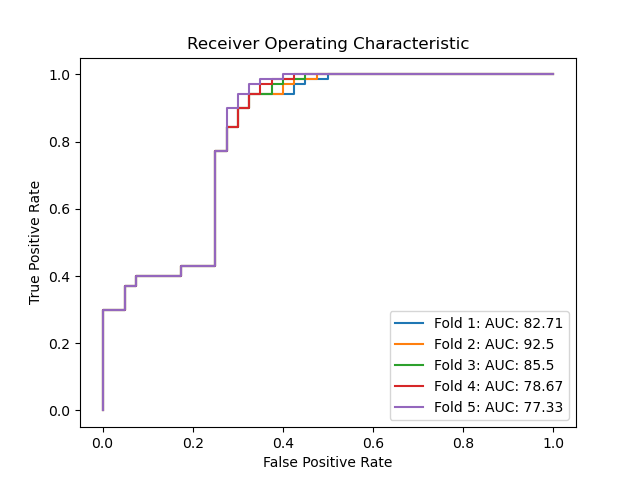 Receiver Operating Characteristic
1.0
0.8
0.6
0.4
0.2
0.0
True Positive Rate
Fold 1: AUC: 82.71
Fold 2: AUC: 92.5
Fold 3: AUC: 85.5
Fold 4: AUC: 78.67
Fold 5: AUC: 77.33
0.0 0.2 0.4 0.6 0.8 1.0
False Positive Rate